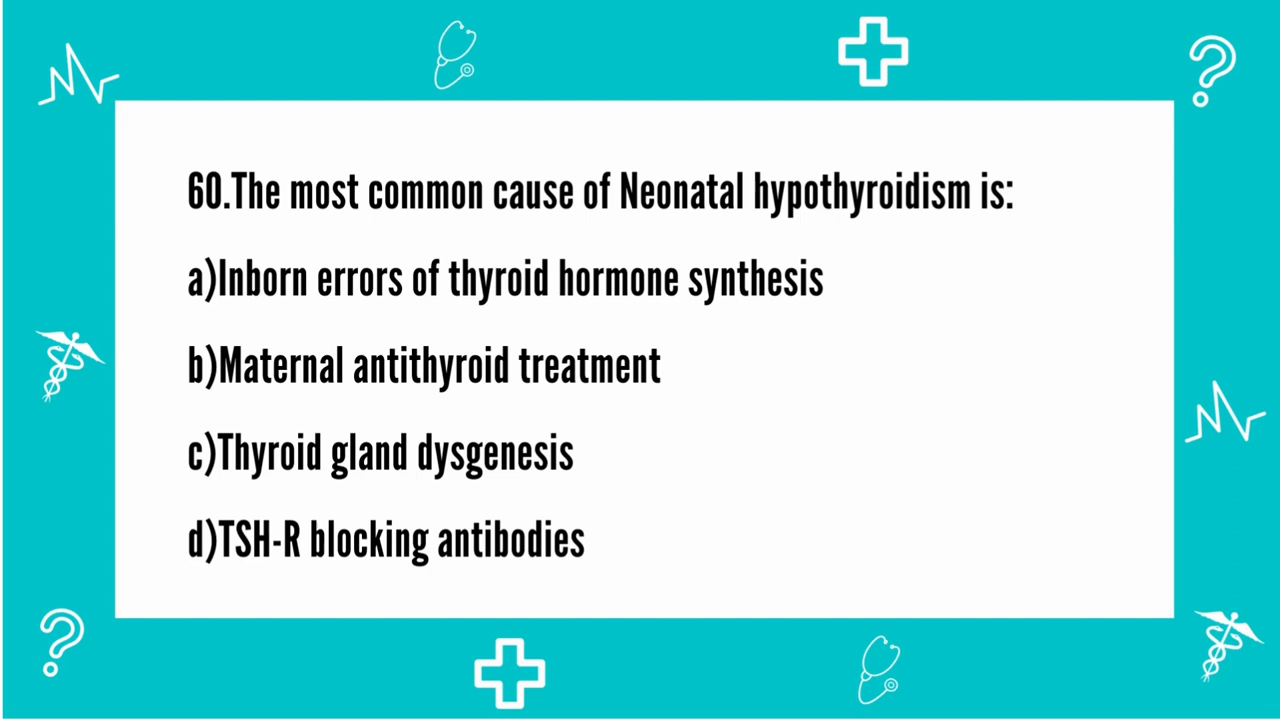 60.The most common cause of Neonatal hypothyroidism is:
a)Inborn errors of thyroid hormone synthesis
b)Maternal antithyroid treatment
c)Thyroid gland dysgenesis
d)TSH-R blocking antibodies